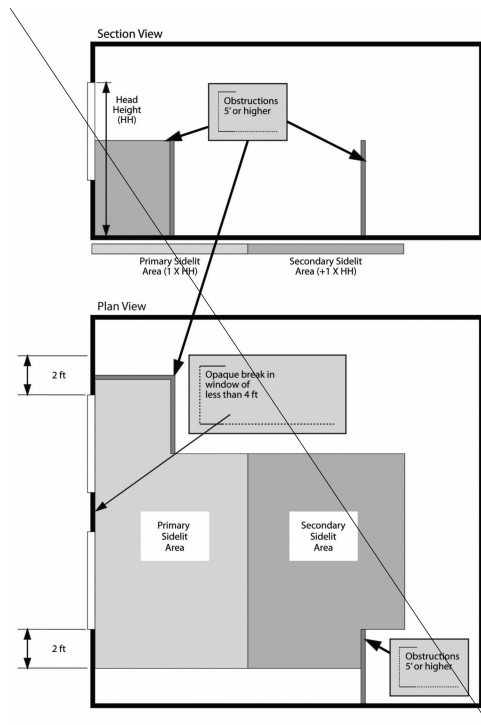 Section View
Head
Height
(HH)
Obstructions
5' or higher
Primary Sidelit
Area (1 X HH)
Secondary Sidelit
Area (+1 X HH)
Plan View
2 ft
Opaque break in
window of
less than 4 ft
Primary
Sidelit
Area
Secondary
Sidelit
Area
2 ft
Obstructions
5' or higher